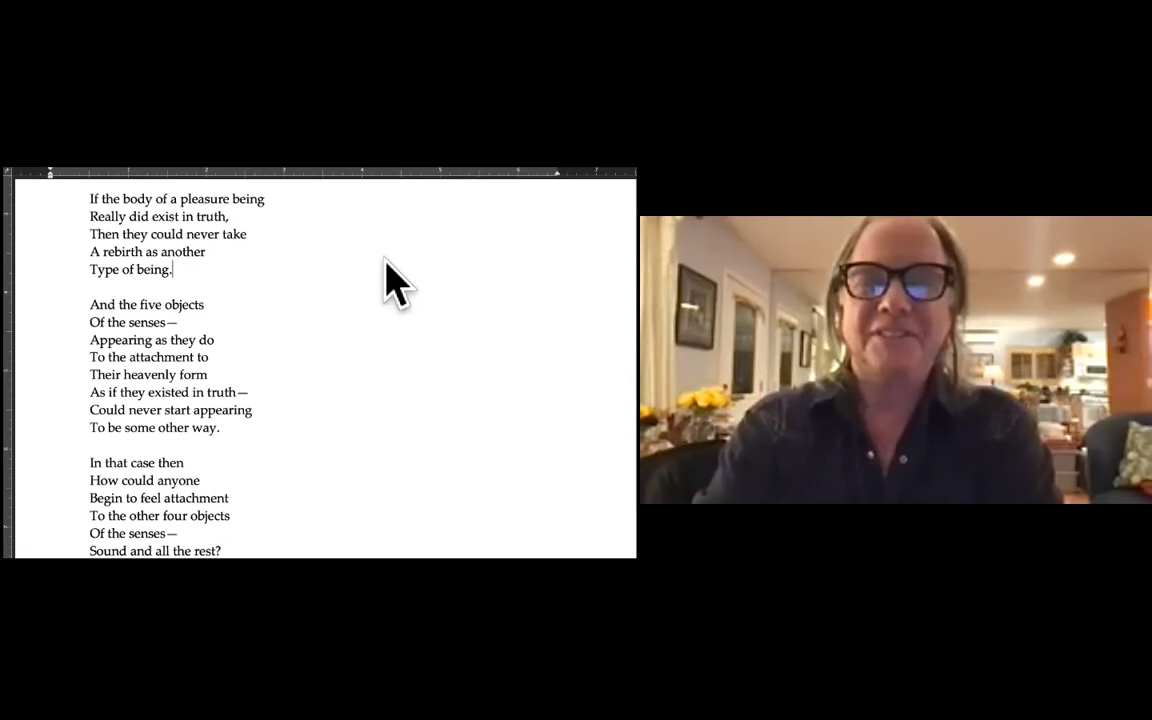 If the body of a pleasure being
Really did exist in truth,
Then they could never take
A rebirth as another
Type of being.
And the five objects
Of the senses—
Appearing as they do
To the attachment to
Their heavenly form
As if they existed in truth—
Could never start appearing
To be some other way.
In that case then
How could anyone
Begin to feel attachment
To the other four objects
Of the senses—
Sound and all the rest?